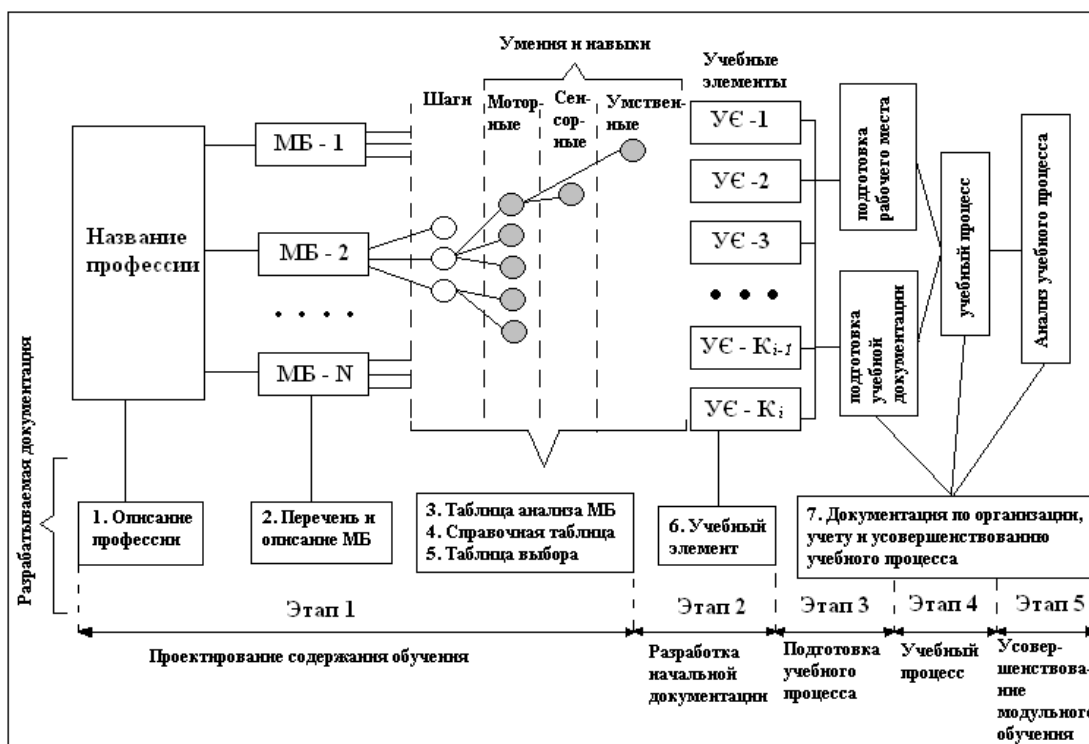 Умения и навыки
Шаги
Мотор-
ные
Сен-
сор-
ные
Умствен-
ные
Учебные
элементы
Название
профессии
МБ - 1
МБ - 2
. . . .
МБ - N
УЄ -1
УЄ -2
УЄ -3
• • •
УЄ - К i-1
УЄ - К i
подготовка
рабочего места
подготовка
учебной
документации
учебный процесс
Анализ учебного процесса
Разрабатываемая документация
1. Описание
профессии
2. Перечень и
описание МБ
3. Таблица анализа МБ
4. Справочная таблица
5. Таблица выбора
6. Учебный
элемент
7. Документация по организации,
учету и усовершенствованию
учебного процесса
Этап 1
Этап 2
Этап 3
Этап 4
Этап 5
Проектирование содержания обучения
Разработка
начальной
документации
Подготовка
учебного
процесса
Учебный
процесс
Усовер-
шенствова-
ние
модульного
обучения